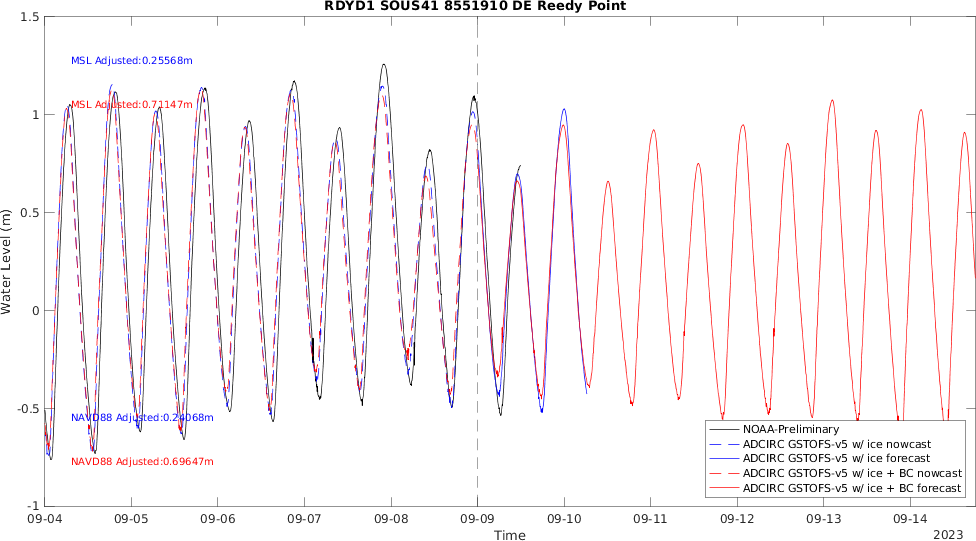 RDYD1 SOUS41 8551910 DE Reedy Point
1.5
MSL Adjusted:0.25568m
MSL Adjusted:0.71147m
1
0.5
Water Level (m)
0
-0.5
NAVD88 Adjusted:0.24068m
NAVD88 Adjusted:0.69647m
-1
NOAA-Preliminary
ADCIRC GSTOFS-v5 w/ ice nowcast
ADCIRC GSTOFS-v5 w/ ice forecast
ADCIRC GSTOFS-v5 w/ ice + BC nowcast
ADCIRC GSTOFS-v5 w/ ice + BC forecast
09-04 09-05 09-06 09-07 09-08 09-09 09-10 09-11 09-12 09-13 09-14
Time
2023